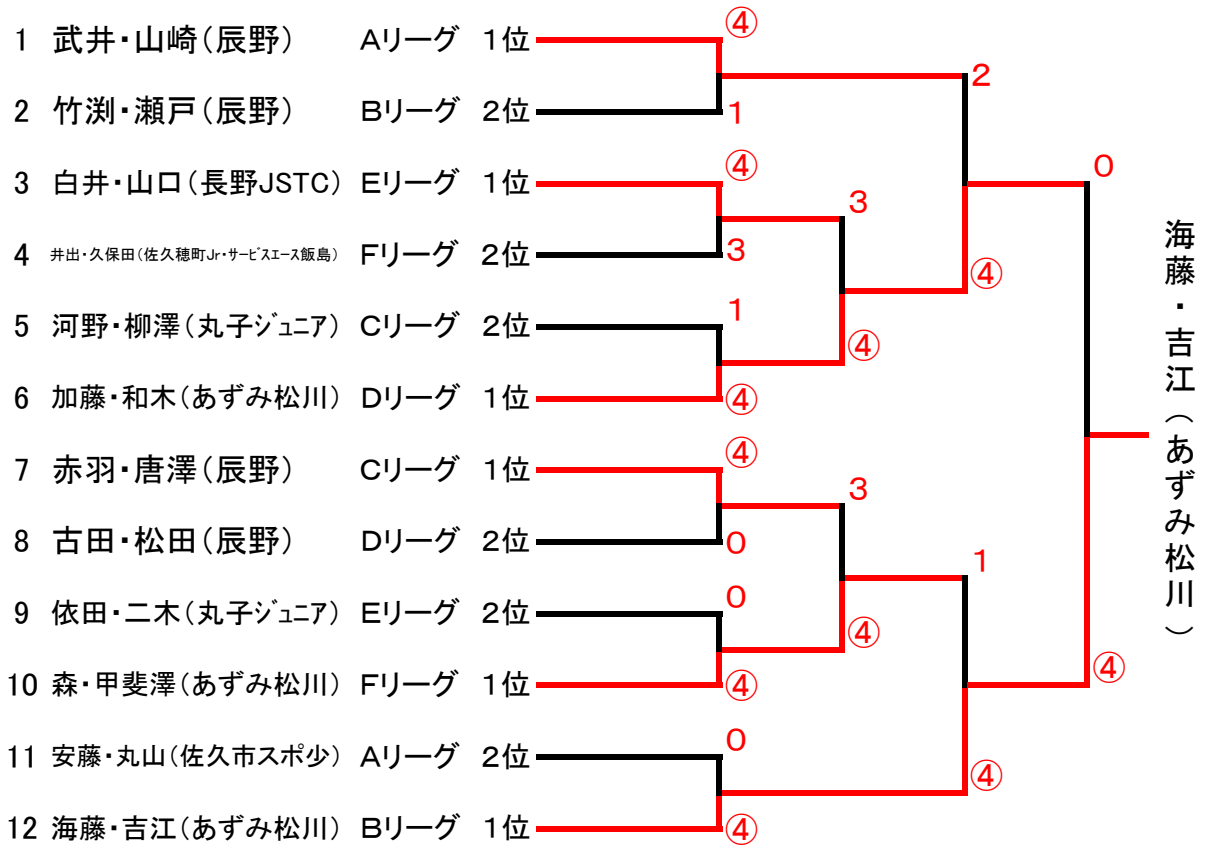 1 武井・山崎(辰野) Aリーグ 1位 ④
2 竹渕・瀬戸(辰野) Bリーグ 2位 1
2
3 白井・山口(長野JSTC) Eリーグ 1位 ④
3
0
4 井出・久保田(佐久穂町Jr・サービスエース飯島) Fリーグ 2位 3
④
5 河野・柳澤(丸子ジュニア) Cリーグ 2位 1
④
6 加藤・和木(あずみ松川) Dリーグ 1位 ④
海藤・吉江(あずみ松川)
7 赤羽・唐澤(辰野) Cリーグ 1位 ④
3
8 古田・松田(辰野) Dリーグ 2位 0
1
9 依田・二木(丸子ジュニア) Eリーグ 2位 0
④
10 森・甲斐澤(あずみ松川) Fリーグ 1位 ④
④
11 安藤・丸山(佐久市スポ少) Aリーグ 2位 0
④
12 海藤・吉江(あずみ松川) Bリーグ 1位 ④